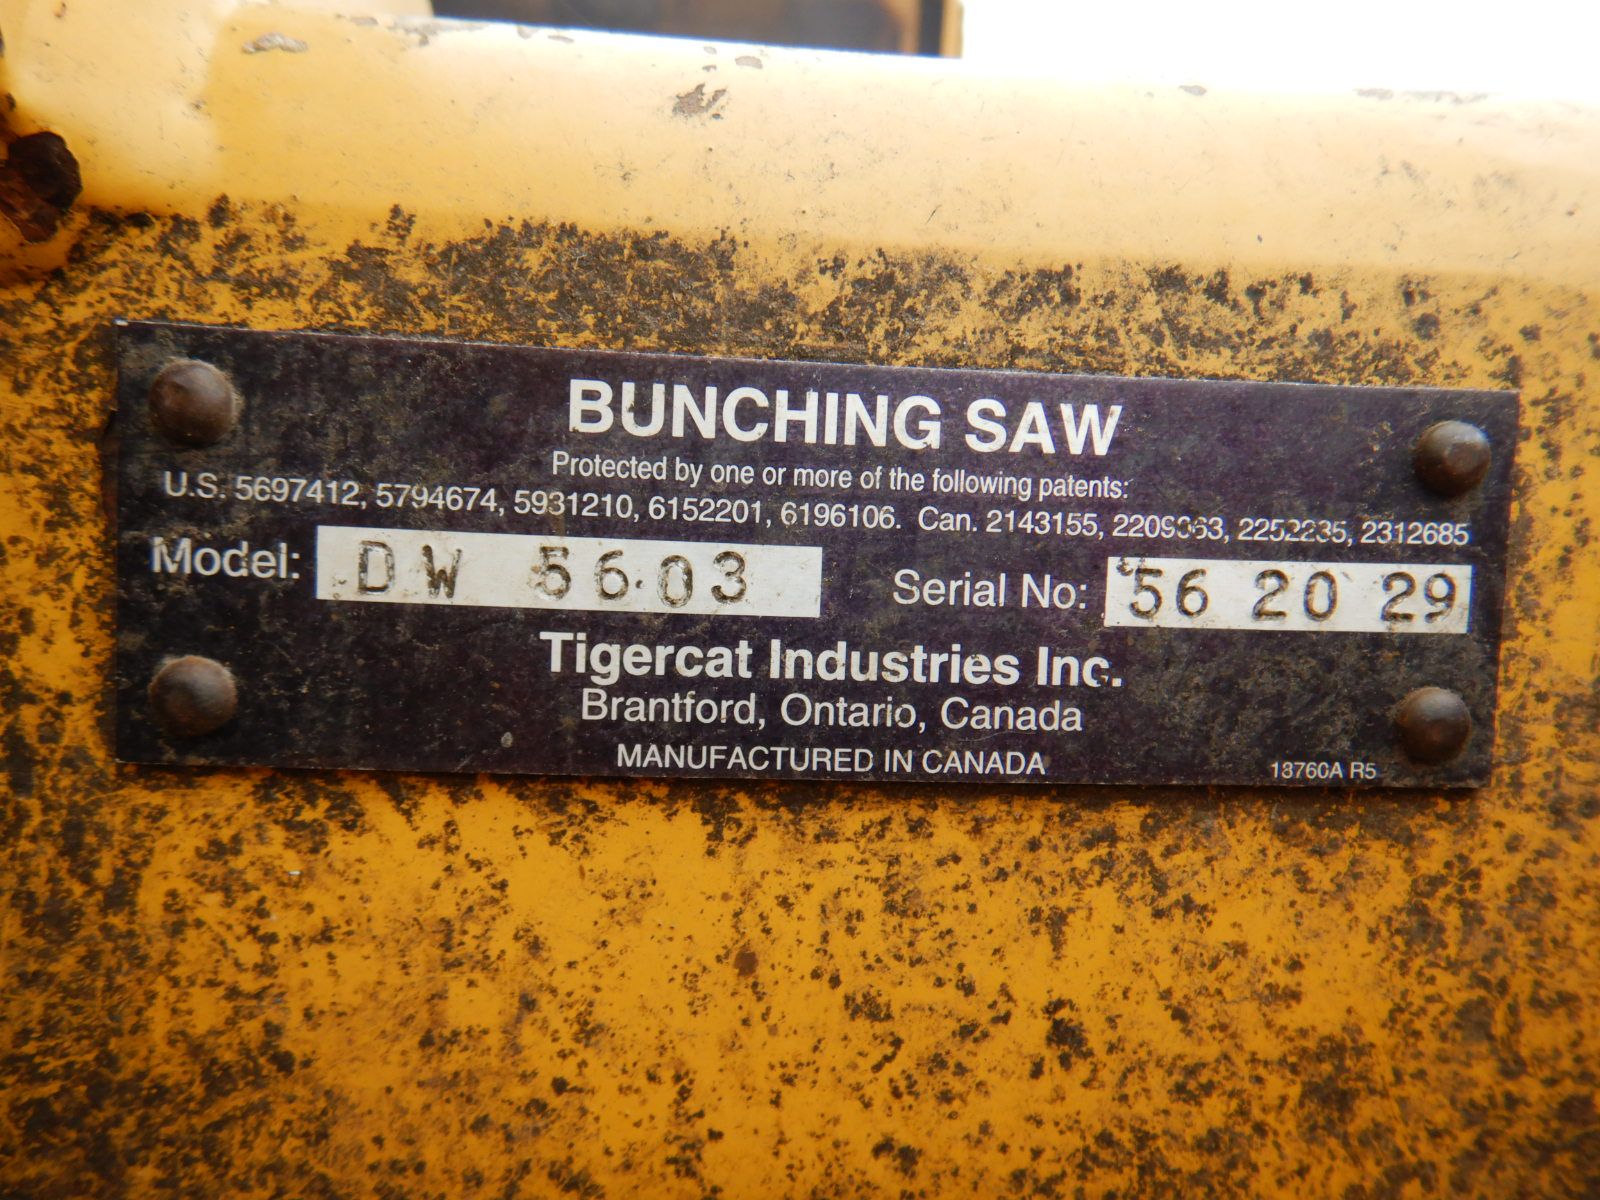 BUNCHING SAW
Protected by one or more of the following patents:
U.S. 5697412, 5794674, 5931210, 6152201, 6196106. Can. 2143155, 2209363, 2252235, 2312685
Model: DW 5603 Serial No: 56 20 29
Tigercat Industries Inc.
Brantford, Ontario, Canada
MANUFACTURED IN CANADA 18760A R5